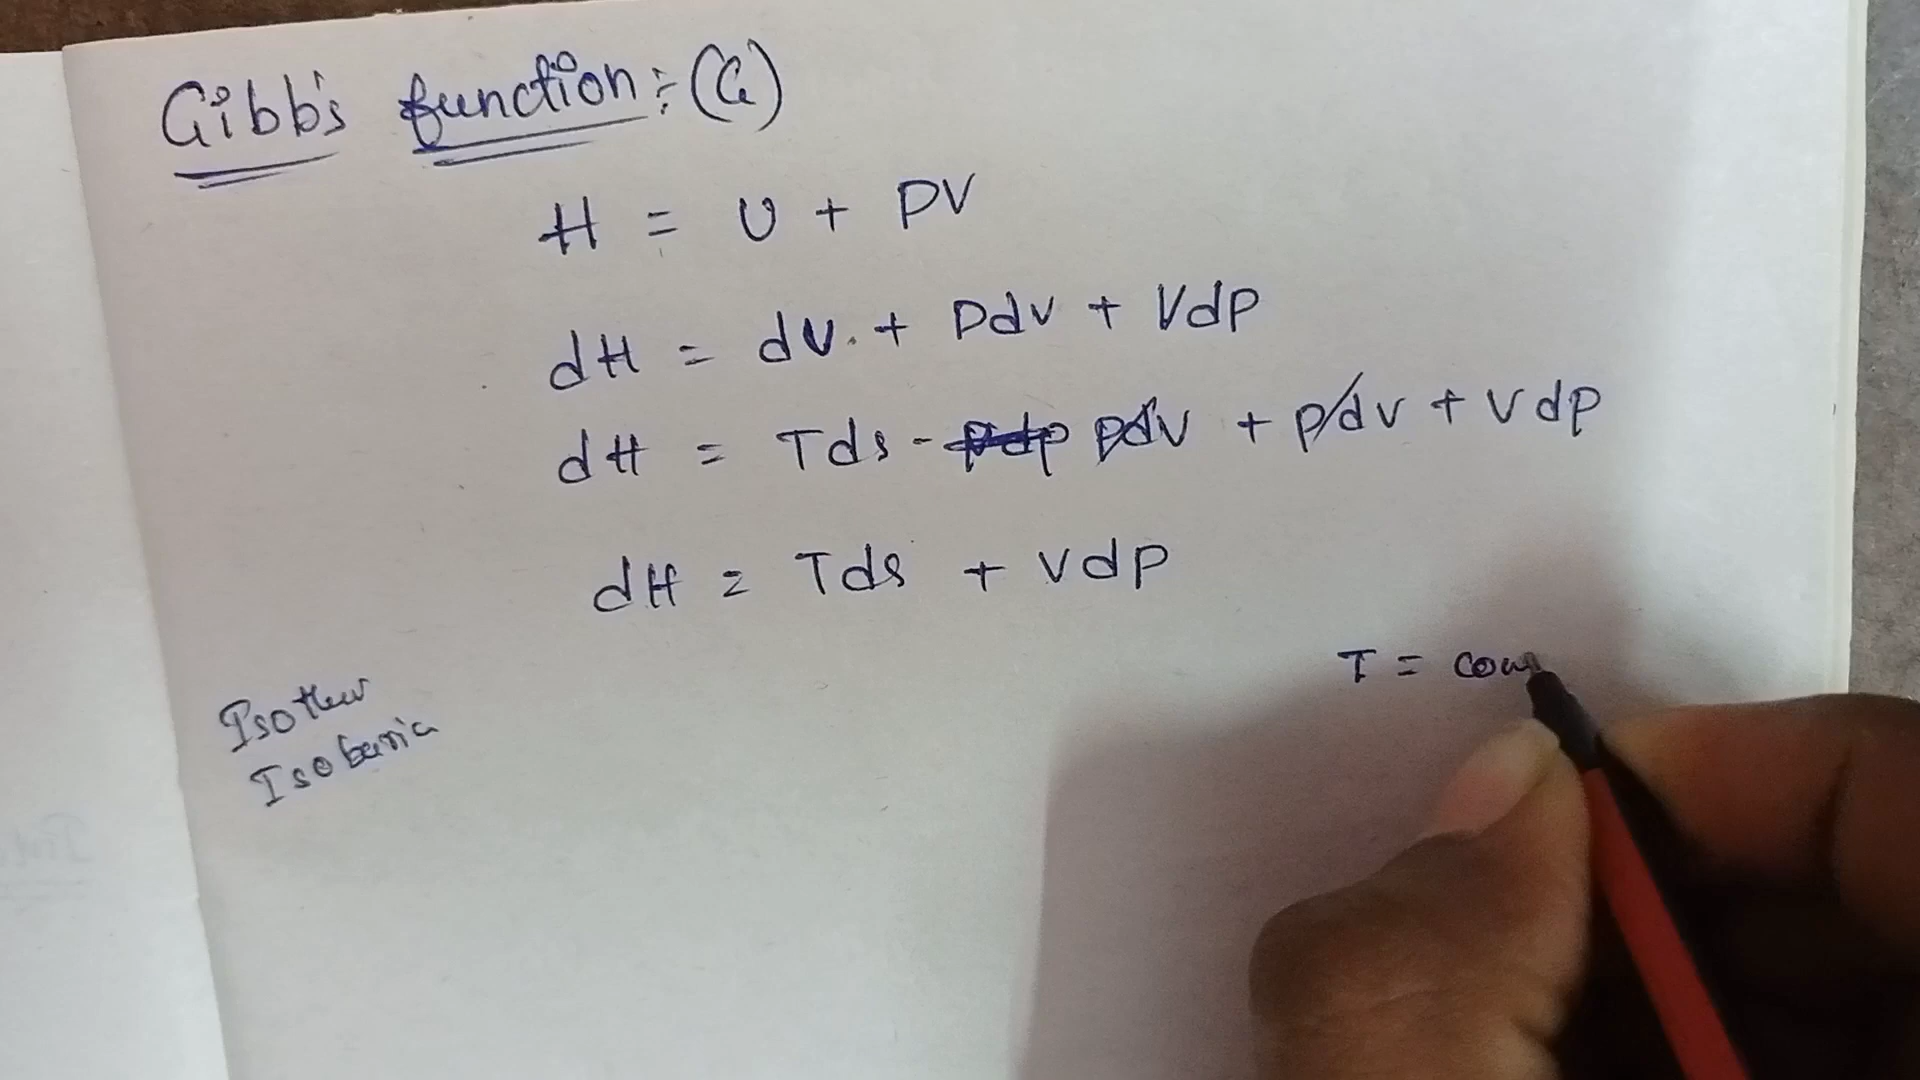 Gibb's function :- (G)
H = U + PV
dH = dU. + Pdv + Vdp
dH = Tds - pdv + pdv + vdp
dH = Tds + vdp
T = con
Isother
Isobaric